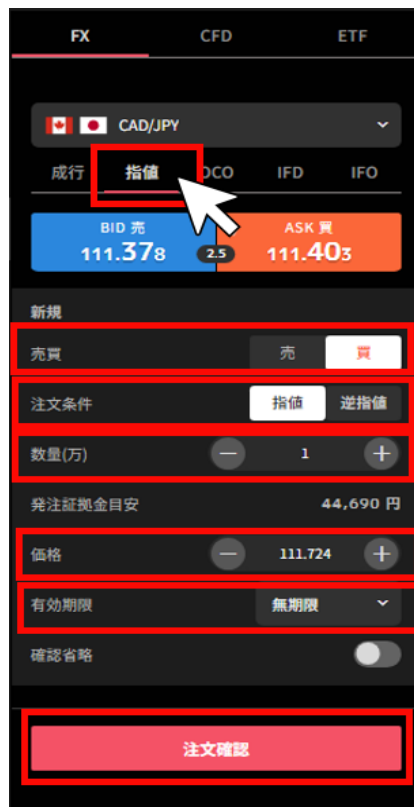 FX CFD ETF
CAD/JPY
成行 指値 OCO IFD IFO
BID 売 ASK 買
111.378 2.5 111.403
新規
売買 売 買
注文条件 指値 逆指値
数量(万) － 1 ＋
発注証拠金目安 44,690 円
価格 － 111.724 ＋
有効期限 無期限
確認省略
注文確認